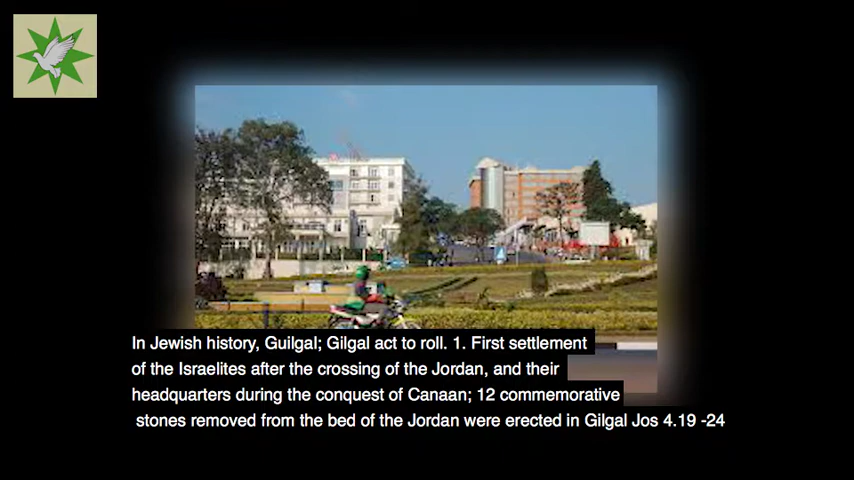 In Jewish history, Guilgal; Gilgal act to roll. 1. First settlement
of the Israelites after the crossing of the Jordan, and their
headquarters during the conquest of Canaan; 12 commemorative
stones removed from the bed of the Jordan were erected in Gilgal Jos 4.19 -24